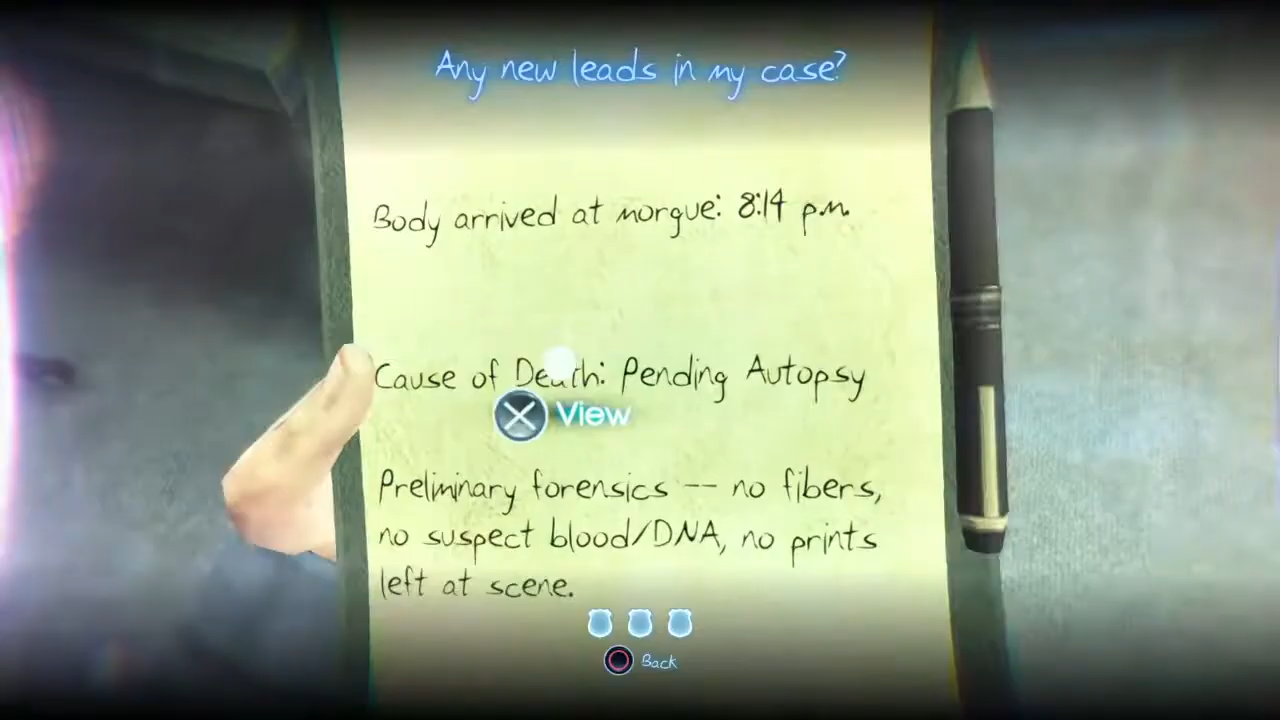 Any new leads in my case?
Body arrived at morgue: 8:14 p.m.
Cause of Death: Pending Autopsy
View
Preliminary forensics -- no fibers,
no suspect blood/DNA, no prints
left at scene.
Back